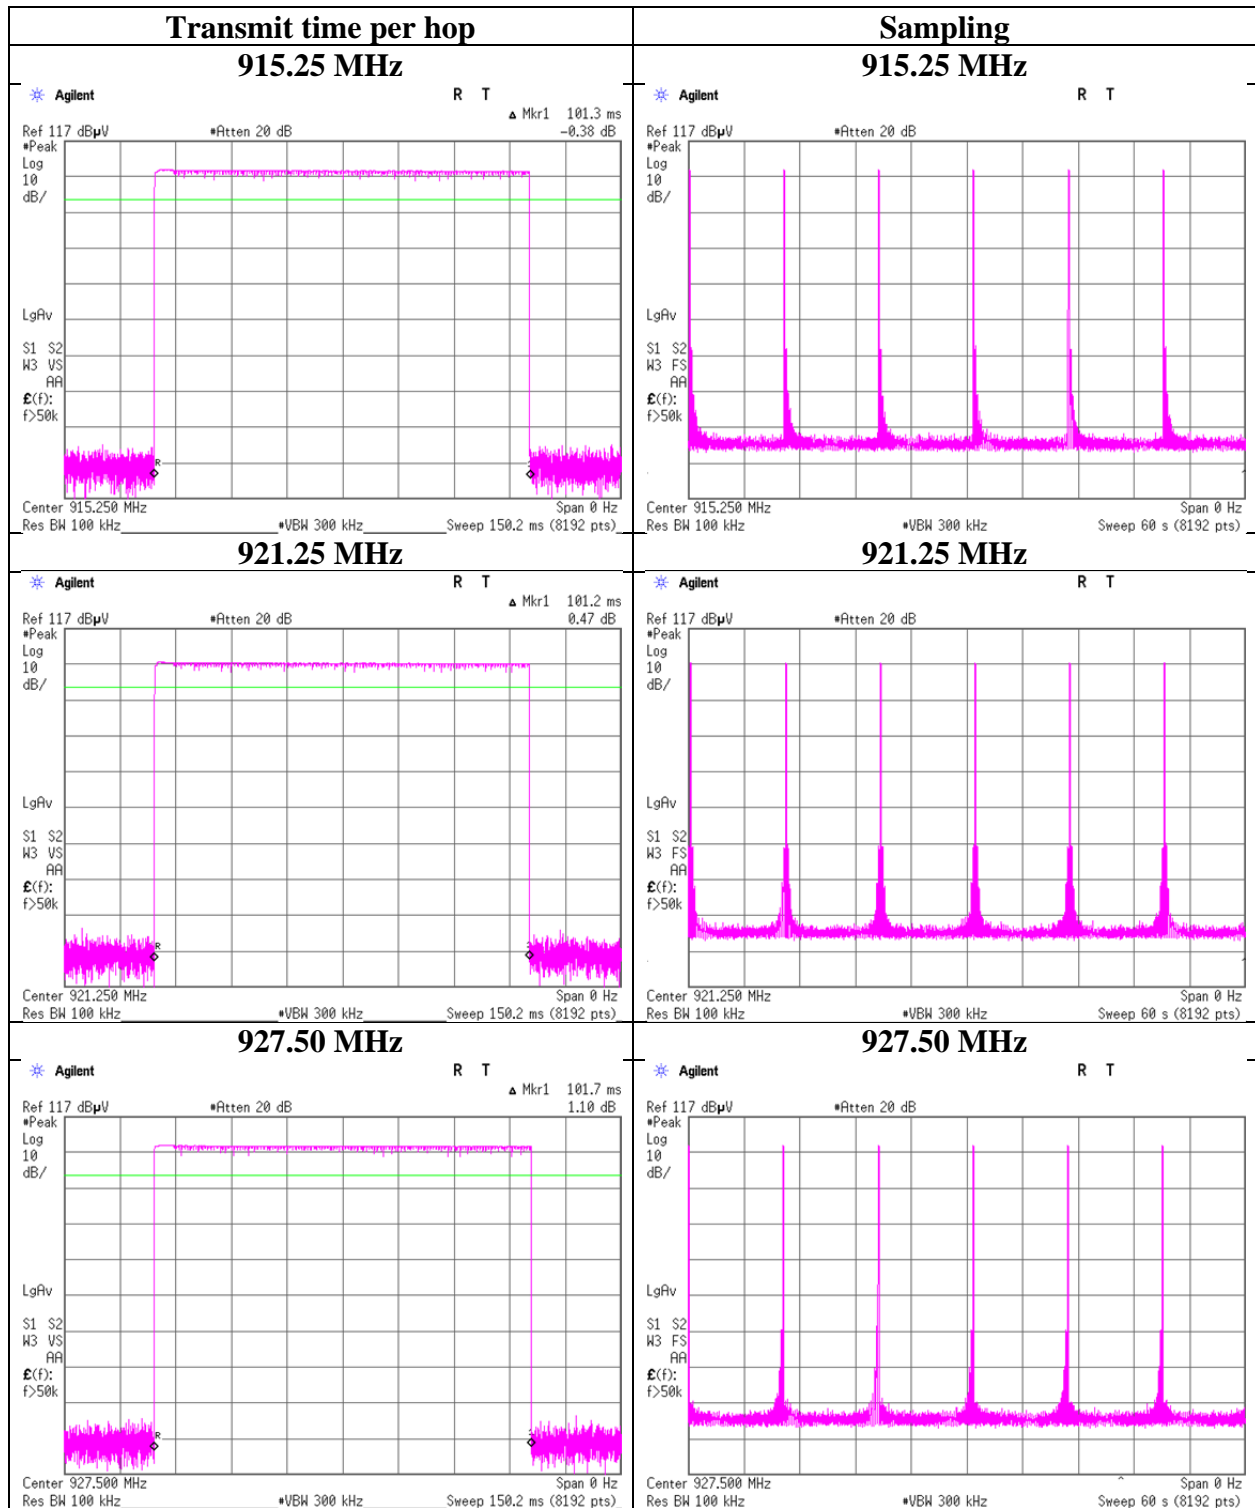 Transmit time per hop
Sampling
915.25 MHz
915.25 MHz
Agilent
R T
Δ Mkr1 101.3 ms
Ref 117 dBµV
#Atten 20 dB
-0.38 dB
#Peak
Log
10
dB/
LgAv
S1 S2
W3 VS
AA
£(f):
f>50k
R
Center 915.250 MHz
Span 0 Hz
Res BW 100 kHz
#VBW 300 kHz
Sweep 150.2 ms (8192 pts)
Agilent
R T
Ref 117 dBµV
#Atten 20 dB
#Peak
Log
10
dB/
LgAv
S1 S2
W3 FS
AA
£(f):
f>50k
Center 915.250 MHz
Span 0 Hz
Res BW 100 kHz
#VBW 300 kHz
Sweep 60 s (8192 pts)
921.25 MHz
921.25 MHz
Agilent
R T
Δ Mkr1 101.2 ms
Ref 117 dBµV
#Atten 20 dB
0.47 dB
#Peak
Log
10
dB/
LgAv
S1 S2
W3 VS
AA
£(f):
f>50k
R
Center 921.250 MHz
Span 0 Hz
Res BW 100 kHz
#VBW 300 kHz
Sweep 150.2 ms (8192 pts)
Agilent
R T
Ref 117 dBµV
#Atten 20 dB
#Peak
Log
10
dB/
LgAv
S1 S2
W3 FS
AA
£(f):
f>50k
Center 921.250 MHz
Span 0 Hz
Res BW 100 kHz
#VBW 300 kHz
Sweep 60 s (8192 pts)
927.50 MHz
927.50 MHz
Agilent
R T
Δ Mkr1 101.7 ms
Ref 117 dBµV
#Atten 20 dB
1.10 dB
#Peak
Log
10
dB/
LgAv
S1 S2
W3 VS
AA
£(f):
f>50k
R
Center 927.500 MHz
Span 0 Hz
Res BW 100 kHz
#VBW 300 kHz
Sweep 150.2 ms (8192 pts)
Agilent
R T
Ref 117 dBµV
#Atten 20 dB
#Peak
Log
10
dB/
LgAv
S1 S2
W3 FS
AA
£(f):
f>50k
Center 927.500 MHz
Span 0 Hz
Res BW 100 kHz
#VBW 300 kHz
Sweep 60 s (8192 pts)